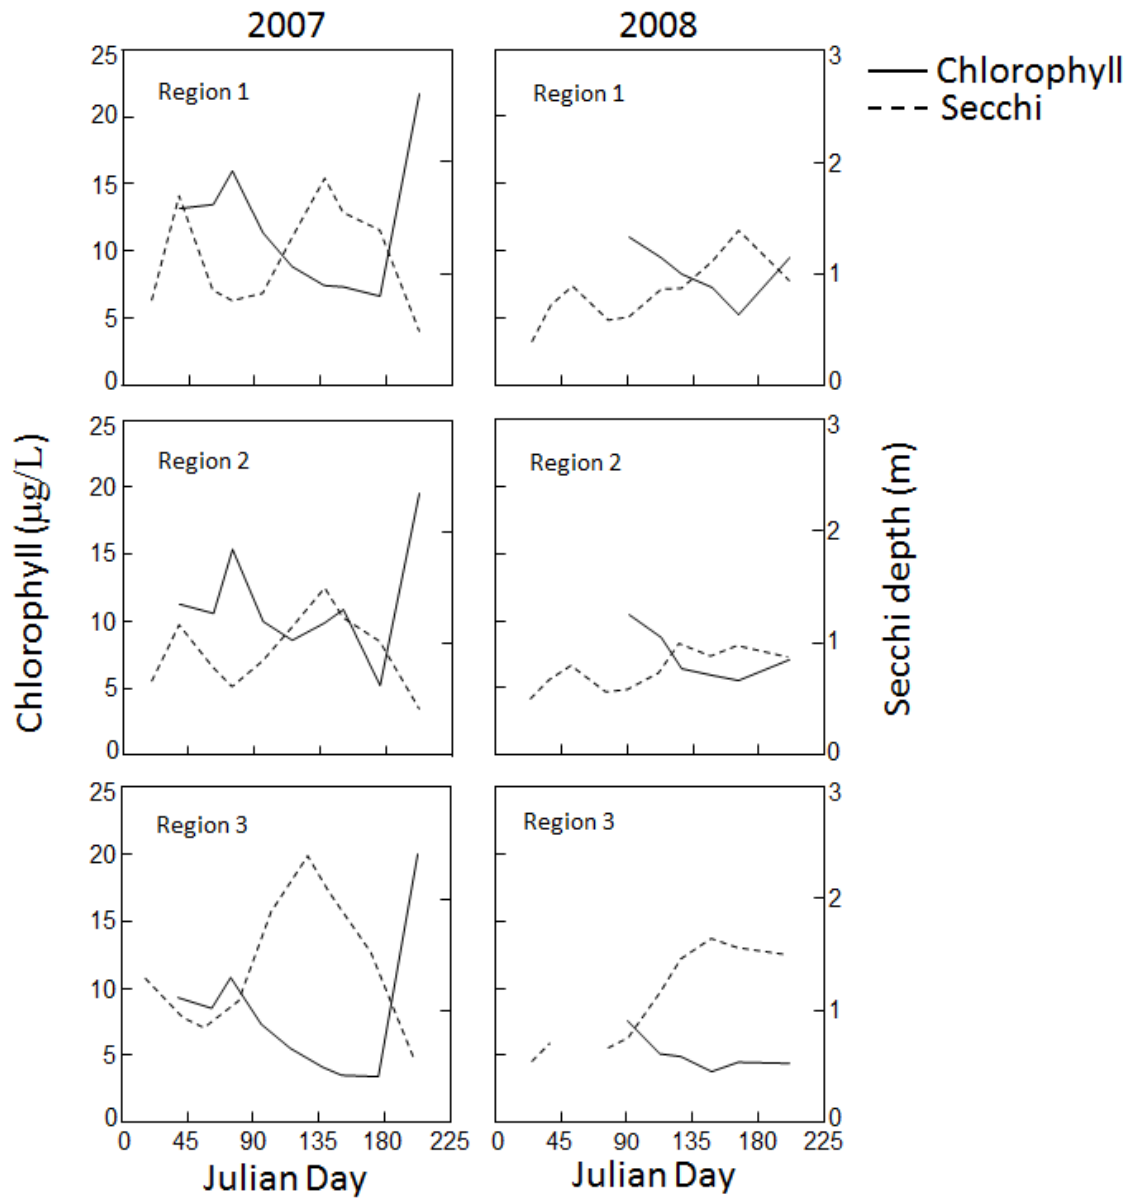 2007 2008
Chlorophyll
Secchi
25
20
15
10
5
0
Region 1
Region 1
3
2
1
0
25
20
15
10
5
0
Region 2
Region 2
3
2
1
0
25
20
15
10
5
0
Region 3
Region 3
3
2
1
0
Chlorophyll (µg/L)
Secchi depth (m)
0 45 90 135 180 225 0 45 90 135 180 225
Julian Day Julian Day